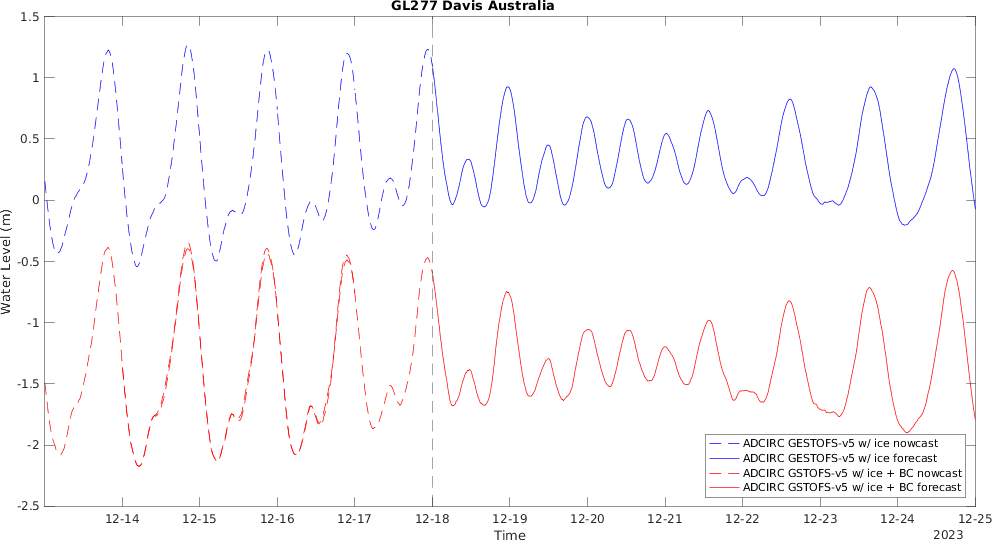 GL277 Davis Australia
1.5
1
0.5
0
-0.5
-1
-1.5
-2
-2.5
Water Level (m)
ADCIRC GESTOFS-v5 w/ ice nowcast
ADCIRC GESTOFS-v5 w/ ice forecast
ADCIRC GSTOFS-v5 w/ ice + BC nowcast
ADCIRC GSTOFS-v5 w/ ice + BC forecast
12-14 12-15 12-16 12-17 12-18 12-19 12-20 12-21 12-22 12-23 12-24 12-25
Time
2023